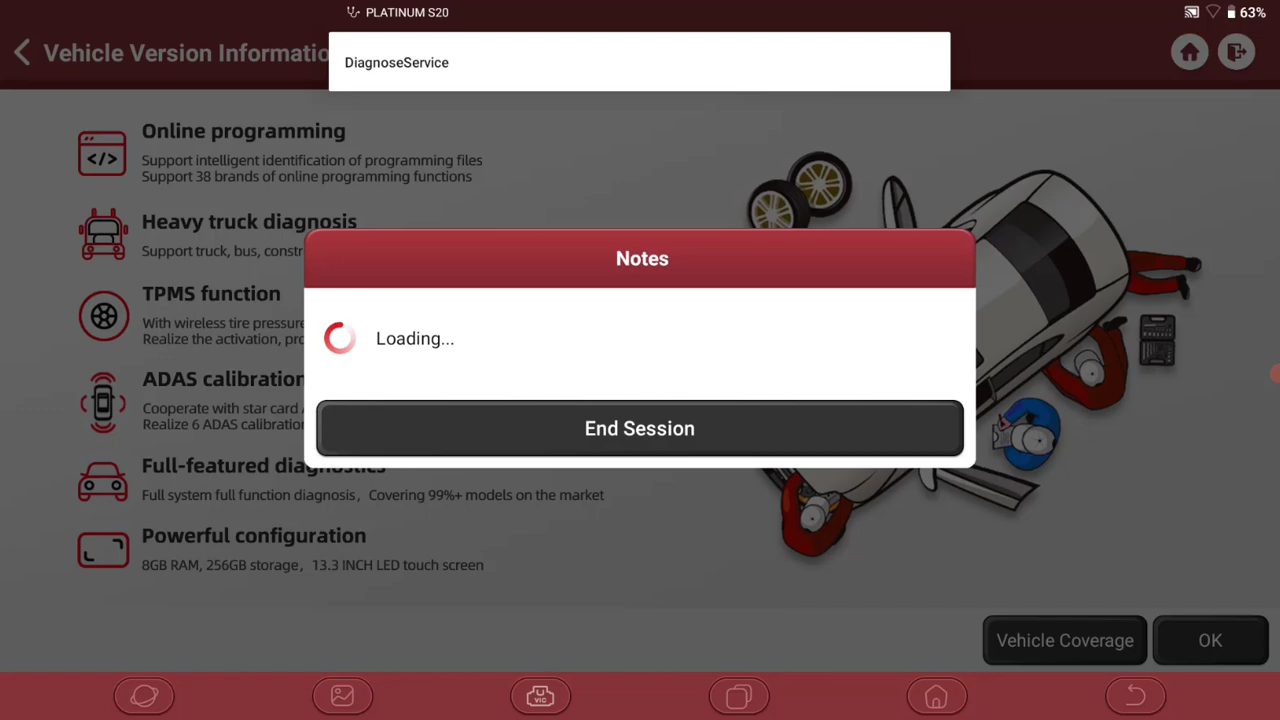 PLATINUM S20
63%
Vehicle Version Informatio
DiagnoseService
Online programming
Support intelligent identification of programming files
Support 38 brands of online programming functions
Heavy truck diagnosis
Support truck, bus, constr
TPMS function
With wireless tire pressure
Realize the activation, pro
ADAS calibration
Cooperate with star card
Realize 6 ADAS calibration
Full-featured diagnostics
Full system full function diagnosis, Covering 99%+ models on the market
Powerful configuration
8GB RAM, 256GB storage, 13.3 INCH LED touch screen
Notes
Loading...
End Session
Vehicle Coverage
OK
VIC